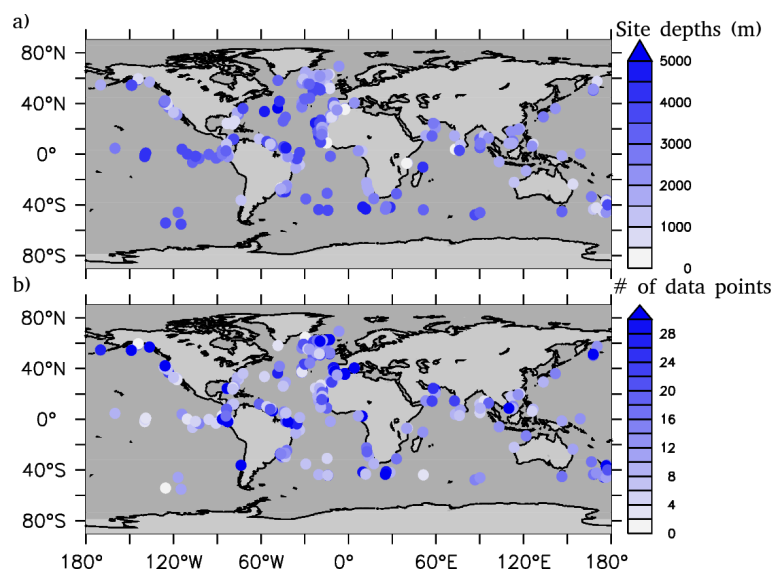 a)
Site depths (m)
80°N
40°N
0°
40°S
80°S
5000
4000
3000
2000
1000
0
b)
# of data points
80°N
40°N
0°
40°S
80°S
28
24
20
16
12
8
4
0
180°
120°W
60°W
0°
60°E
120°E
180°